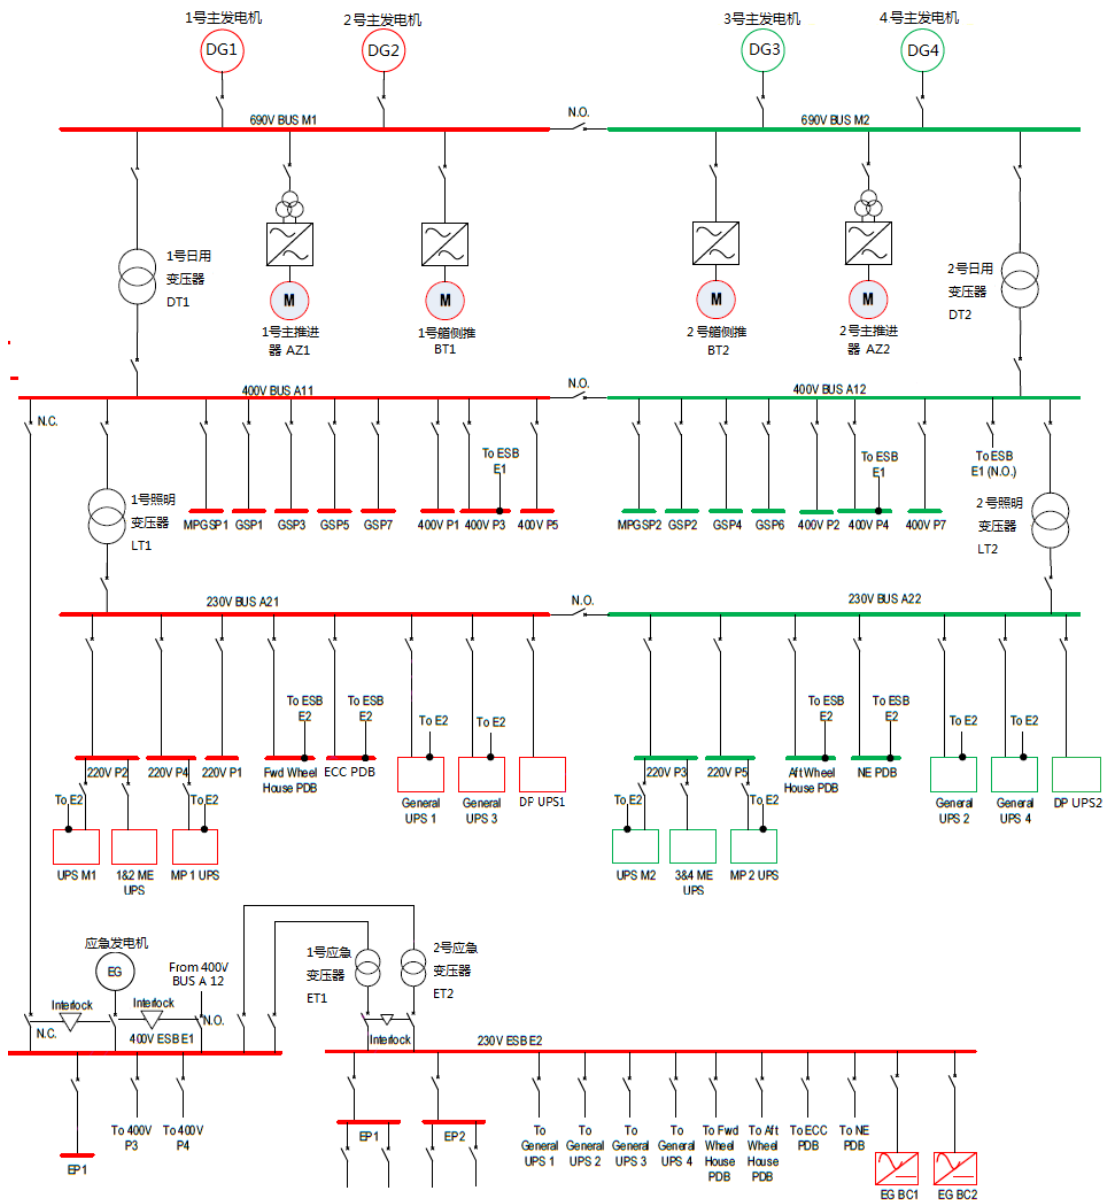 1号主发电机
2号主发电机
3号主发电机
4号主发电机
DG1
DG2
DG3
DG4
690V BUS M1
N.O.
690V BUS M2
1号日用
变压器
DT1
2号日用
变压器
DT2
M
M
M
M
1号主推进
器 AZ1
1号艏侧推
BT1
2号艏侧推
BT2
2号主推进
器 AZ2
400V BUS A11
N.O.
400V BUS A12
N.C.
To ESB
E1
To ESB
E1
To ESB
E1 (N.O.)
1号照明
变压器
LT1
2号照明
变压器
LT2
MPGSP1
GSP1
GSP3
GSP5
GSP7
400V P1
400V P3
400V P5
MPGSP2
GSP2
GSP4
GSP6
400V P2
400V P4
400V P7
230V BUS A21
N.O.
230V BUS A22
To ESB
E2
To ESB
E2
To E2
To E2
To ESB
E2
To ESB
E2
To E2
To E2
220V P2
220V P4
220V P1
Fwd Wheel
House PDB
ECC PDB
General
UPS 1
General
UPS 3
DP UPS1
220V P3
220V P5
Aft Wheel
House PDB
NE PDB
General
UPS 2
General
UPS 4
DP UPS2
To E2
To E2
To E2
To E2
UPS M1
1&2 ME
UPS
MP 1 UPS
UPS M2
3&4 ME
UPS
MP 2 UPS
应急发电机
EG
From 400V
BUS A 12
1号应急
变压器
ET1
2号应急
变压器
ET2
Interlock
Interlock
N.C.
N.O.
Interlock
400V ESB E1
230V ESB E2
To 400V
P3
To 400V
P4
EP1
EP1
EP2
To
General
UPS 1
To
General
UPS 2
To
General
UPS 3
To
General
UPS 4
To Fwd
Wheel
House
PDB
To Aft
Wheel
House
PDB
To ECC
PDB
To NE
PDB
EG BC1
EG BC2